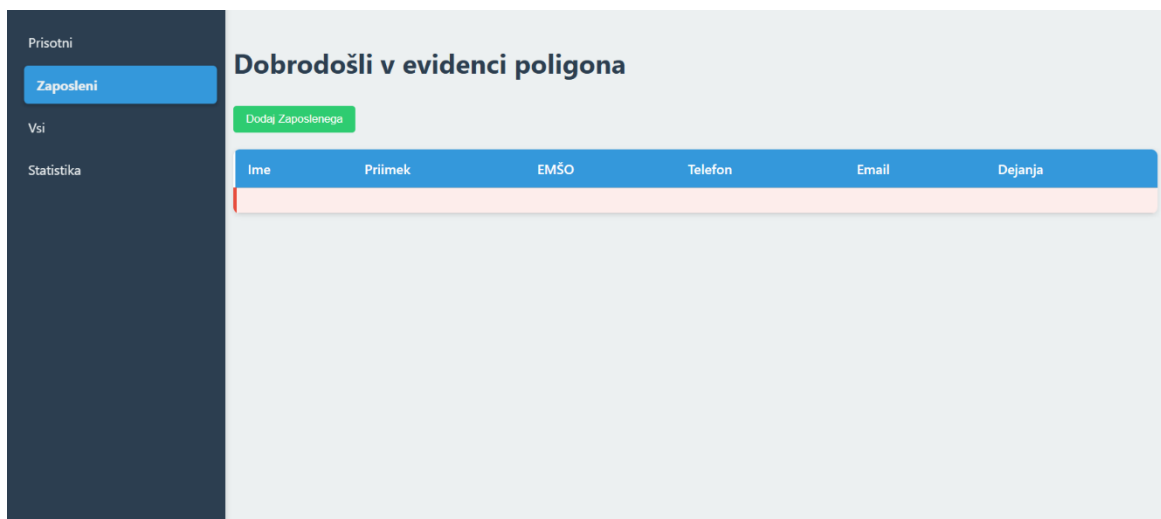 Prisotni
Zaposleni
Vsi
Statistika
Dobrodošli v evidenci poligona
Dodaj Zaposlenega
Ime Priimek EMŠO Telefon Email Dejanja